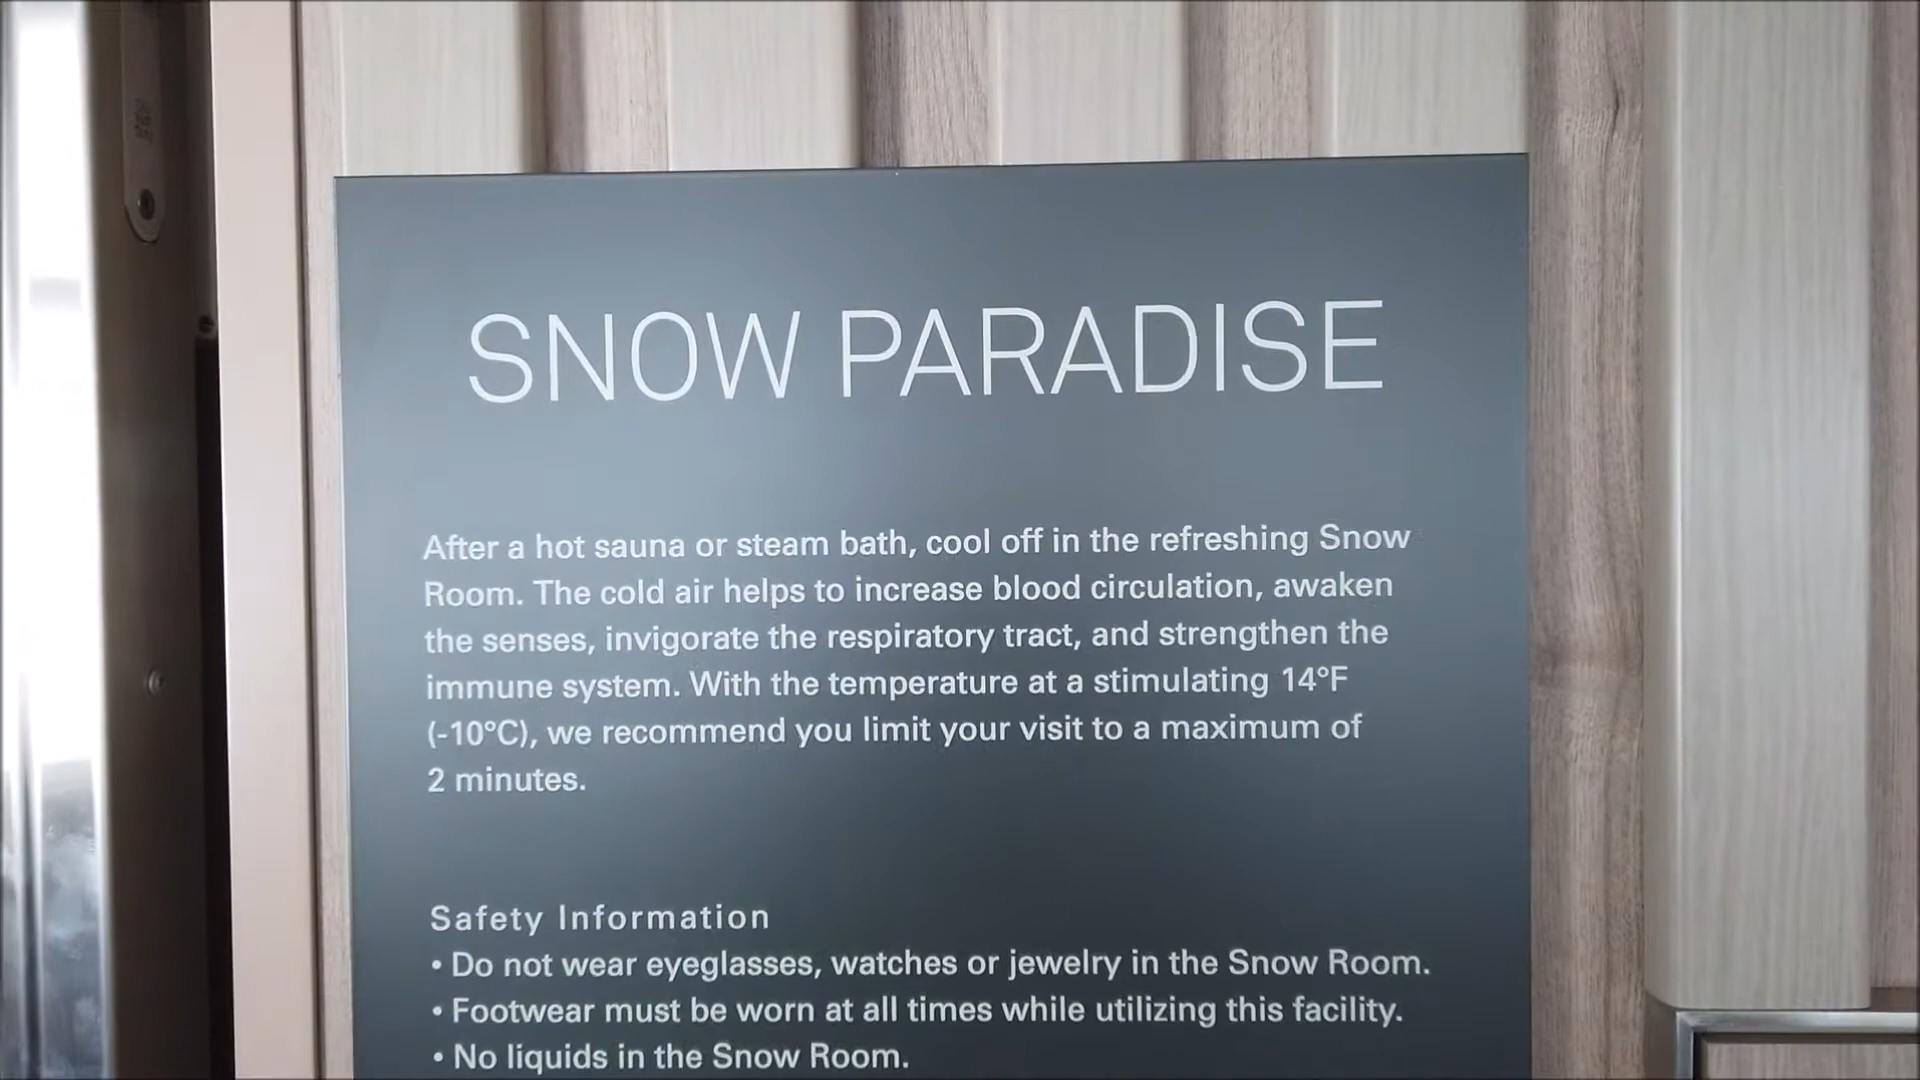 SNOW PARADISE
After a hot sauna or steam bath, cool off in the refreshing Snow
Room. The cold air helps to increase blood circulation, awaken
the senses, invigorate the respiratory tract, and strengthen the
immune system. With the temperature at a stimulating 14°F
(-10°C), we recommend you limit your visit to a maximum of
2 minutes.
Safety Information
• Do not wear eyeglasses, watches or jewelry in the Snow Room.
• Footwear must be worn at all times while utilizing this facility.
• No liquids in the Snow Room.